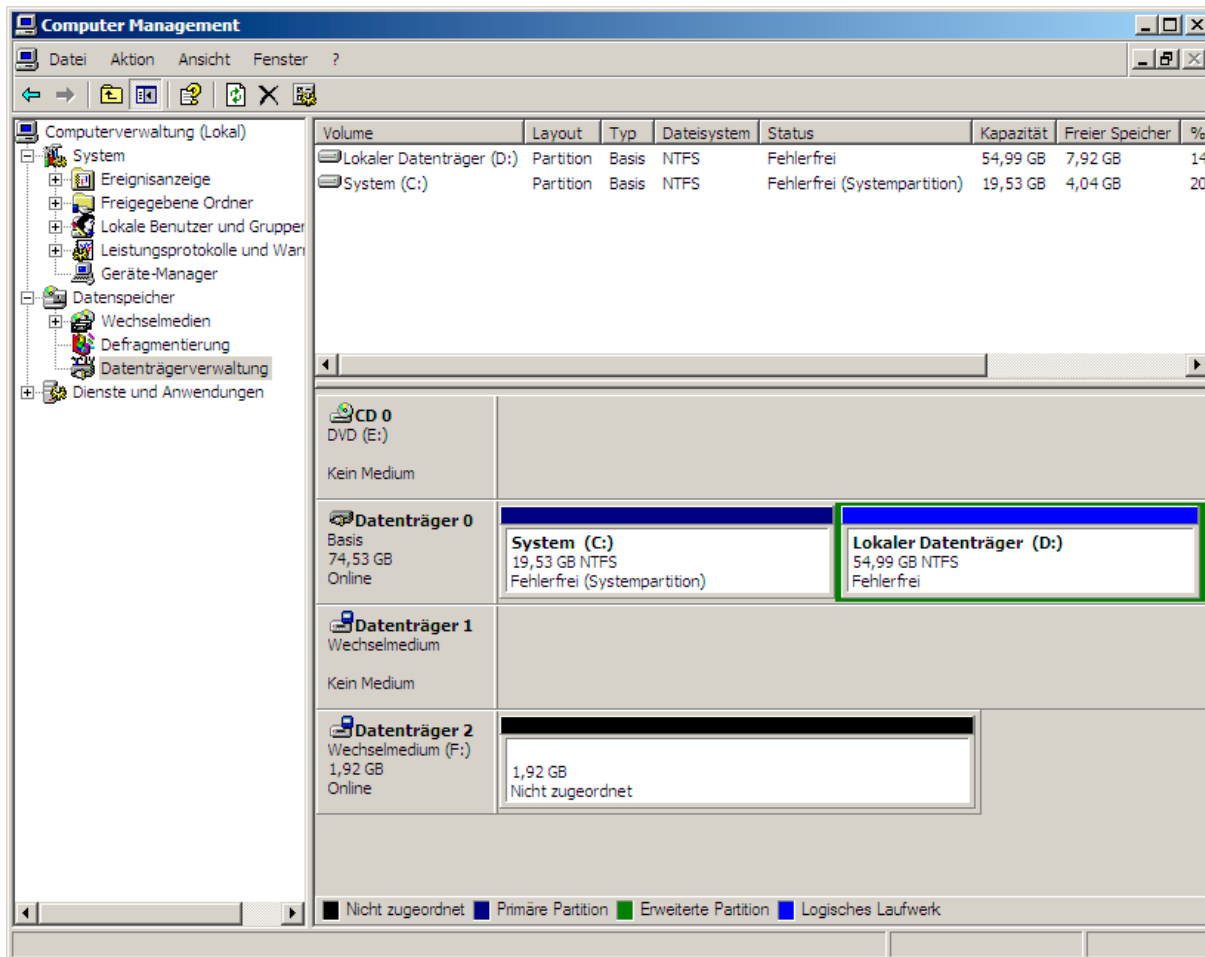 Computer Management
Datei Aktion Ansicht Fenster ?
Computerverwaltung (Lokal)
System
Ereignisanzeige
Freigegebene Ordner
Lokale Benutzer und Gruppen
Leistungsprotokolle und Warn
Geräte-Manager
Datenspeicher
Wechselmedien
Defragmentierung
Datenträgerverwaltung
Dienste und Anwendungen
Volume Layout Typ Dateisystem Status Kapazität Freier Speicher %
Lokaler Datenträger (D:) Partition Basis NTFS Fehlerfrei 54,99 GB 7,92 GB 14
System (C:) Partition Basis NTFS Fehlerfrei (Systempartition) 19,53 GB 4,04 GB 20
CD 0
DVD (E:)
Kein Medium
Datenträger 0
Basis
74,53 GB
Online
System (C:)
19,53 GB NTFS
Fehlerfrei (Systempartition)
Lokaler Datenträger (D:)
54,99 GB NTFS
Fehlerfrei
Datenträger 1
Wechselmedium
Kein Medium
Datenträger 2
Wechselmedium (F:)
1,92 GB
Online
1,92 GB
Nicht zugeordnet
Nicht zugeordnet Primäre Partition Erweiterte Partition Logisches Laufwerk